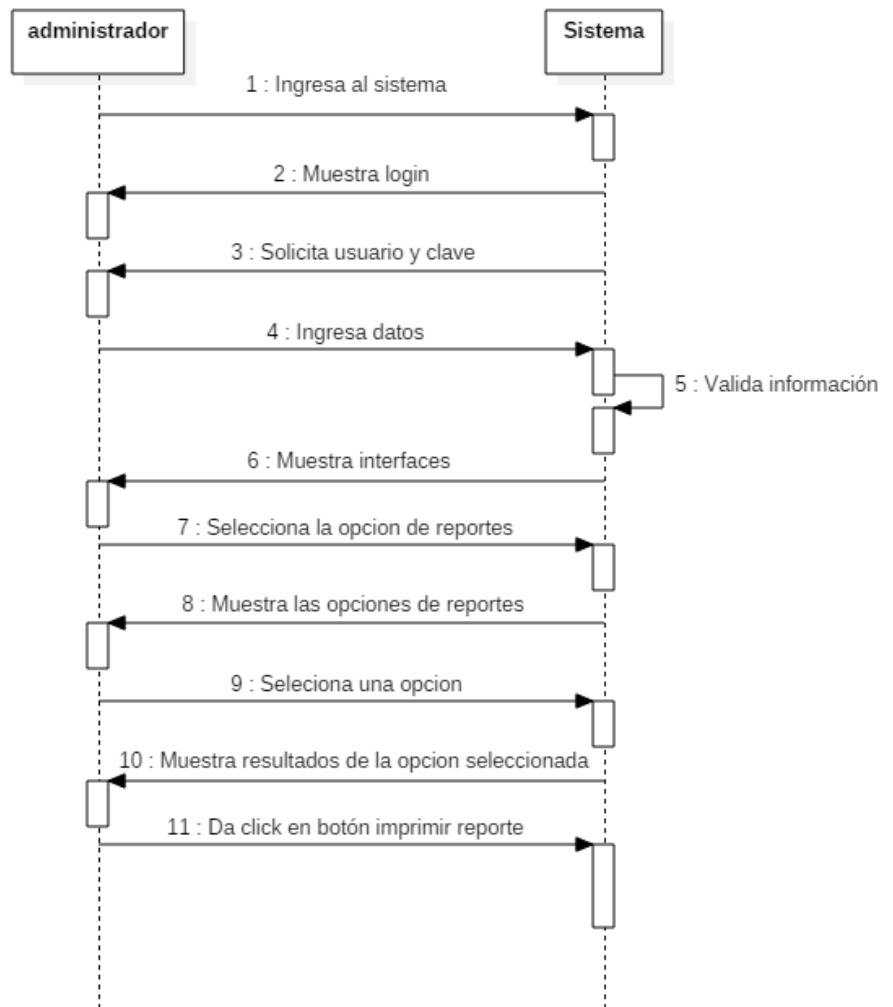 administrador
Sistema
1 : Ingresa al sistema
2 : Muestra login
3 : Solicita usuario y clave
4 : Ingresa datos
5 : Valida información
6 : Muestra interfaces
7 : Selecciona la opcion de reportes
8 : Muestra las opciones de reportes
9 : Seleciona una opcion
10 : Muestra resultados de la opcion seleccionada
11 : Da click en botón imprimir reporte